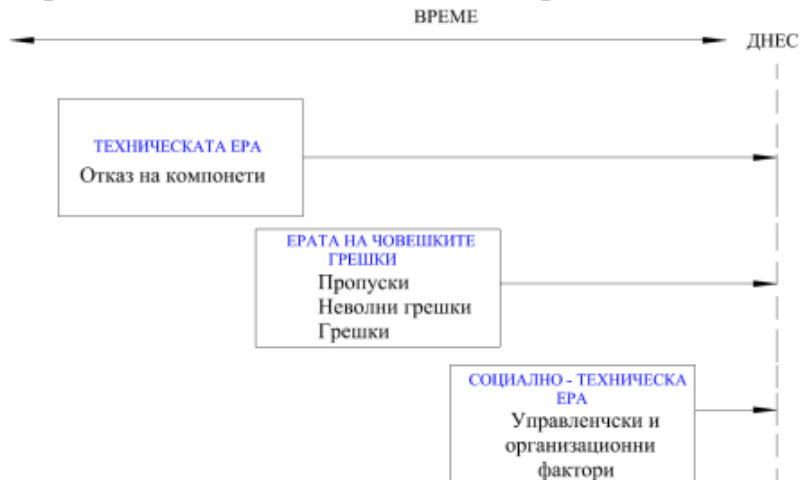 ВРЕМЕ
ДНЕС
ТЕХНИЧЕСКАТА ЕРА
Отказ на компонети
ЕРАТА НА ЧОВЕШКИТЕ
ГРЕШКИ
Пропуски
Неволни грешки
Грешки
СОЦИАЛНО - ТЕХНИЧЕСКА
ЕРА
Управленчски и
организационни
фактори